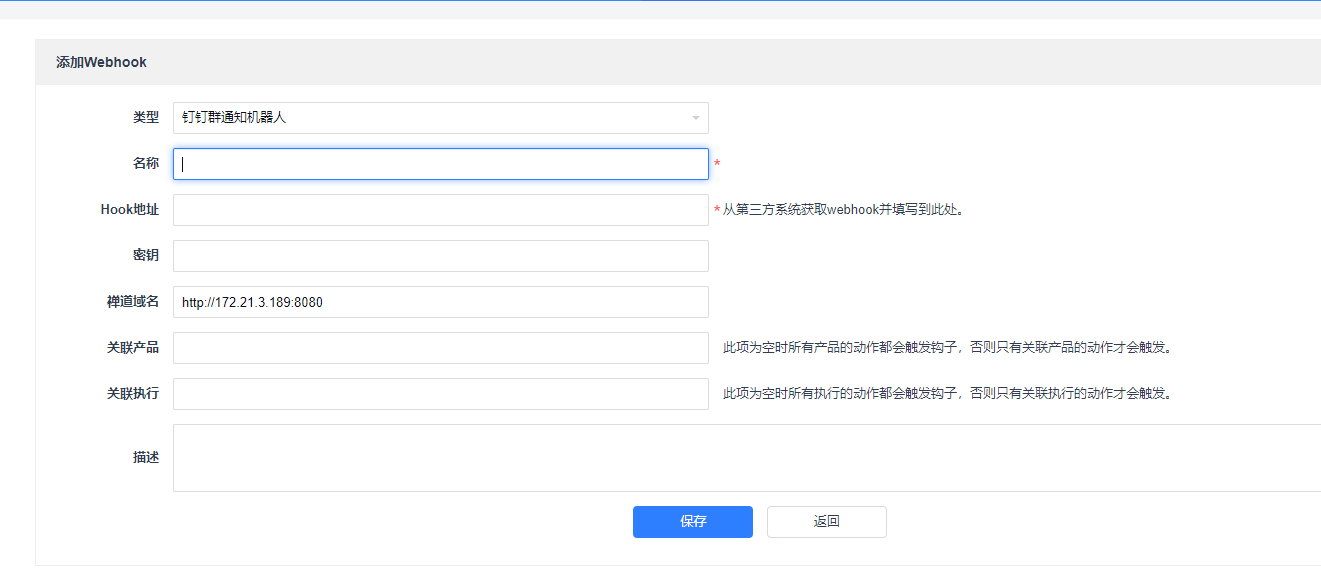 添加Webhook
类型 钉钉群通知机器人
名称 *
Hook地址 * 从第三方系统获取webhook并填写到此处。
密钥
禅道域名 http://172.21.3.189:8080
关联产品 此项为空时所有产品的动作都会触发钩子，否则只有关联产品的动作才会触发。
关联执行 此项为空时所有执行的动作都会触发钩子，否则只有关联执行的动作才会触发。
描述
保存 返回